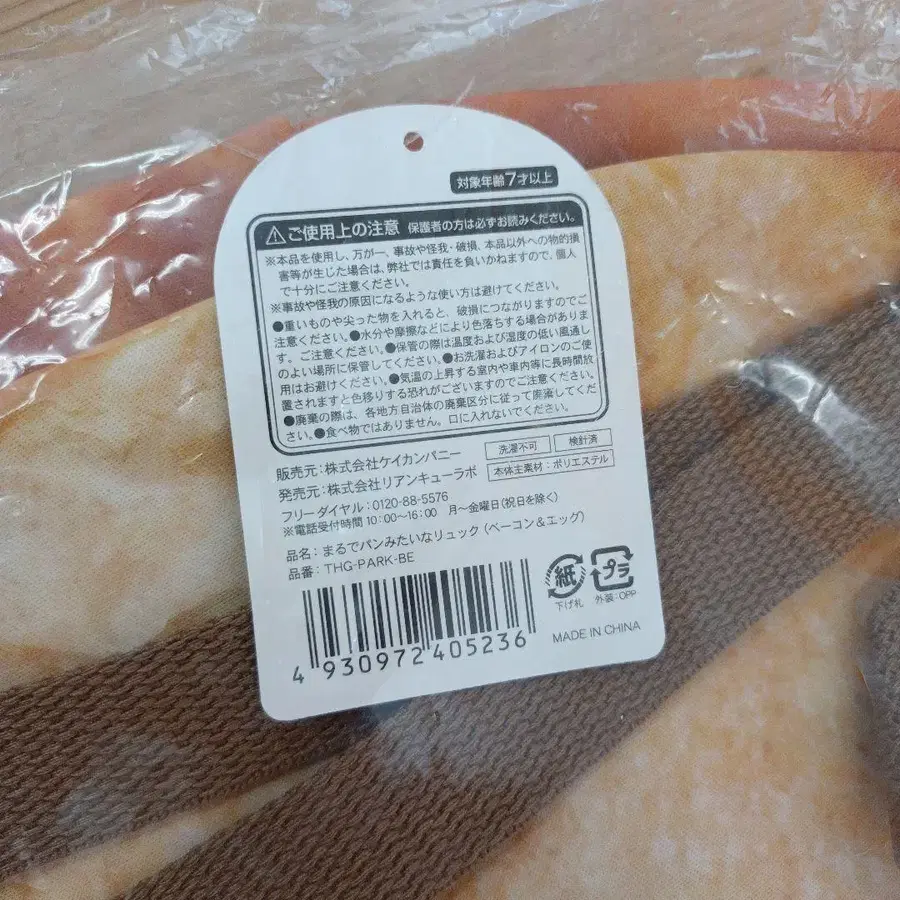 対象年齢7才以上
ご使用上の注意 保護者の方は必ずお読みください。
※本品を使用し、万が一、事故や怪我・破損、本品以外への物的損
害等が生じた場合は、弊社では責任を負いかねますので、個人
で十分にご注意ください。
※事故や怪我の原因になるような使い方は避けてください。
●重いものや尖った物を入れると、破損につながりますのでご
注意ください。●水分や摩擦などにより色落ちする場合がありま
す。ご注意ください。●保管の際は温度および湿度の低い風通し
のよい場所に保管してください。●お洗濯およびアイロンのご使
用はお避けください。●気温の上昇する室内や車内等に長時間放
置されますと色移りする恐れがございますのでご注意ください。
●廃棄の際は、各地方自治体の廃棄区分に従って廃棄してくだ
さい。●食べ物ではありません。口に入れないでください。
洗濯不可 検針済
販売元：株式会社ケイカンパニー
本体主素材：ポリエステル
発売元：株式会社リアンキューラボ
フリーダイヤル：0120-88-5576
※電話受付時間 10：00～16：00 月～金曜日（祝日を除く）
品名：まるでパンみたいなリュック（ベーコン＆エッグ）
品番：THG-PARK-BE
紙 プラ
下げ札 外装：OPP
4 930972 405236
MADE IN CHINA